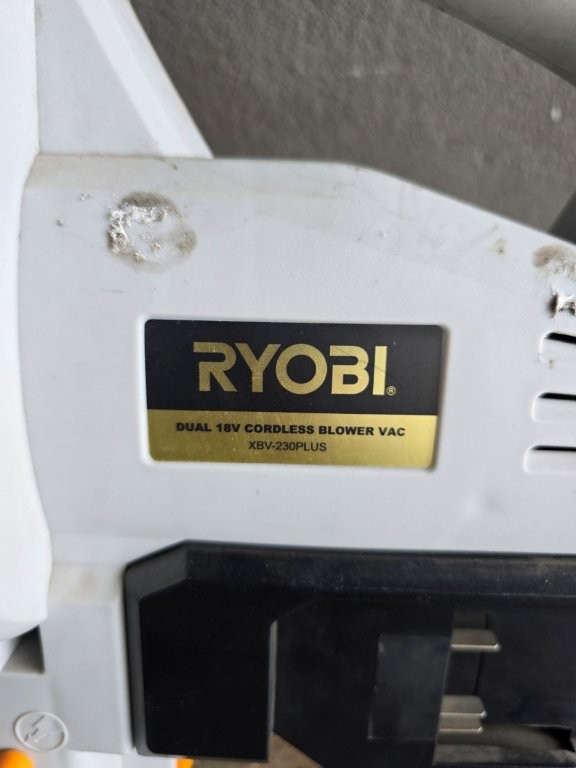 RYOBI®
DUAL 18V CORDLESS BLOWER VAC
XBV-230PLUS